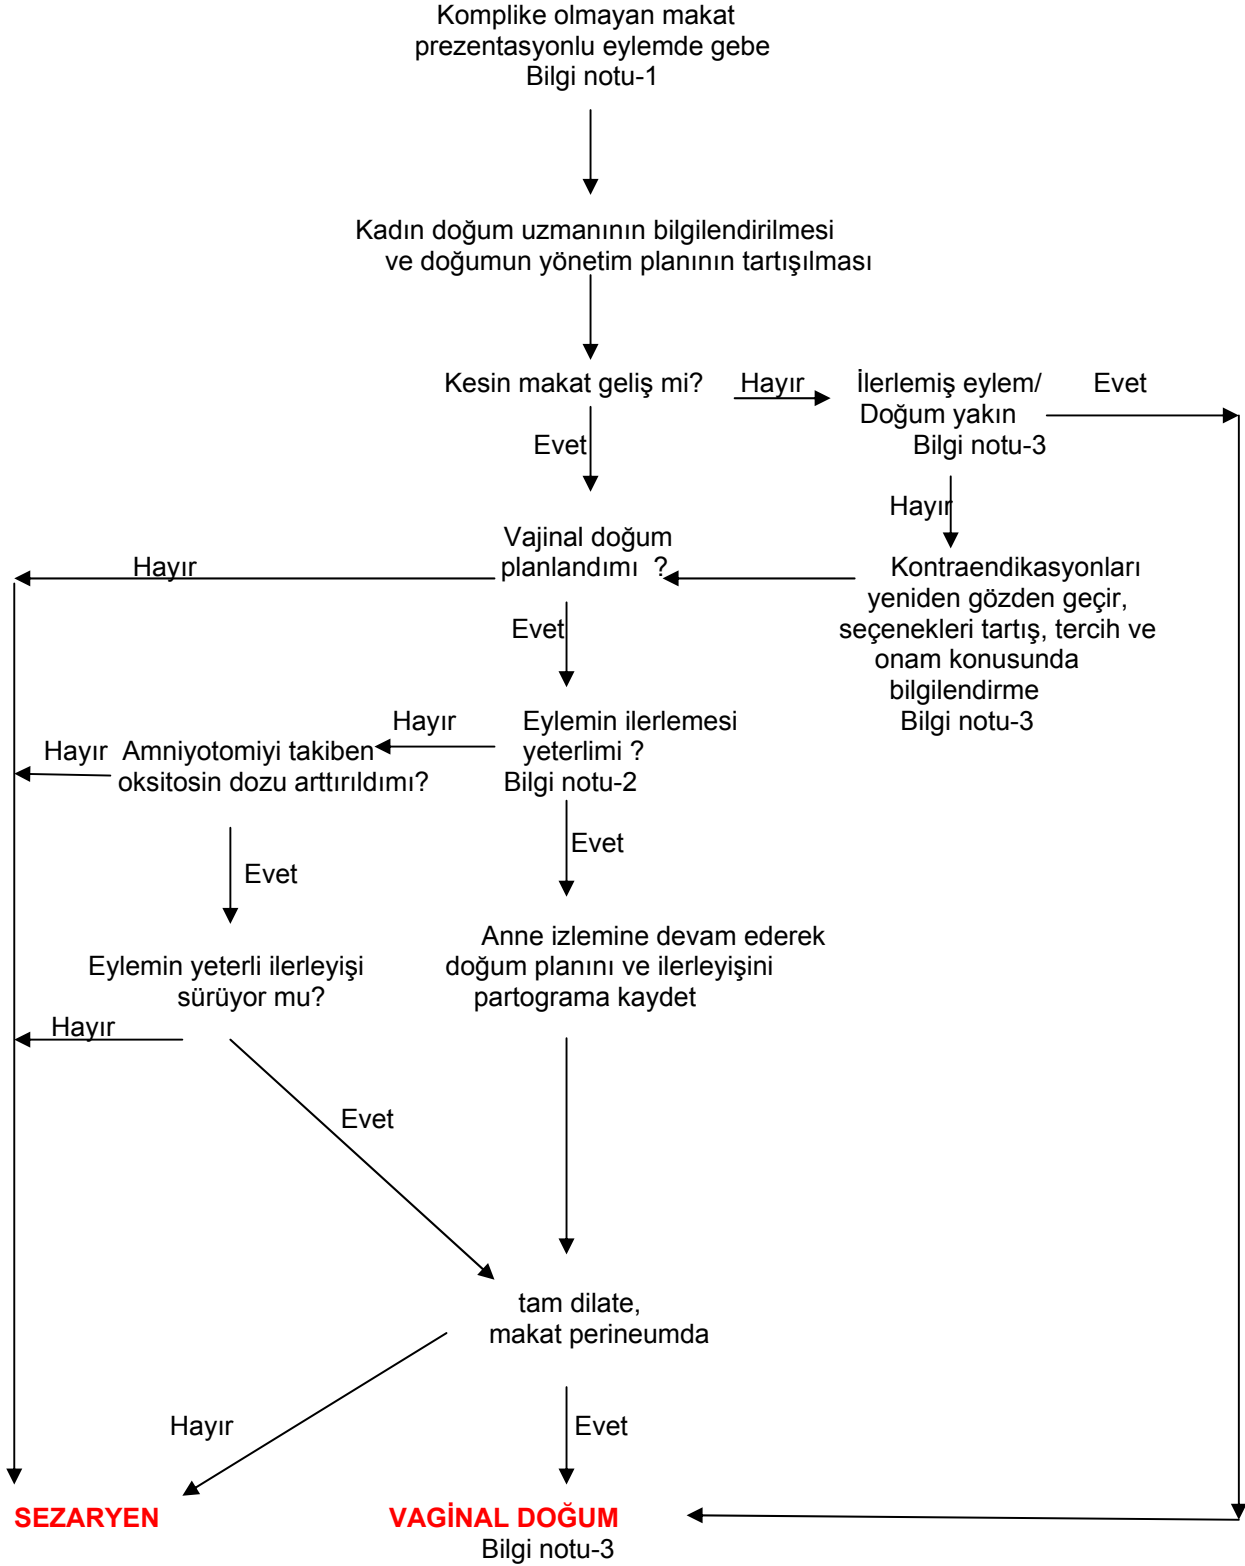 Komplike olmayan makat
prezentasyonlu eylemde gebe
Bilgi notu-1
Kadın doğum uzmanının bilgilendirilmesi
ve doğumun yönetim planının tartışılması
Kesin makat geliş mi?
Hayır
İlerlemiş eylem/
Doğum yakın
Bilgi notu-3
Evet
Evet
Hayır
Vajinal doğum
planlandımı ?
Hayır
Kontraendikasyonları
yeniden gözden geçir,
seçenekleri tartış, tercih ve
onam konusunda
bilgilendirme
Bilgi notu-3
Evet
Eylemin ilerlemesi
yeterlimi ?
Bilgi notu-2
Hayır
Amniyotomiyi takiben
oksitosin dozu arttırıldımı?
Hayır
Evet
Evet
Anne izlemine devam ederek
doğum planını ve ilerleyişini
partograma kaydet
Eylemin yeterli ilerleyişi
sürüyor mu?
Hayır
Evet
tam dilate,
makat perineumda
Hayır
Evet
SEZARYEN
VAGİNAL DOĞUM
Bilgi notu-3